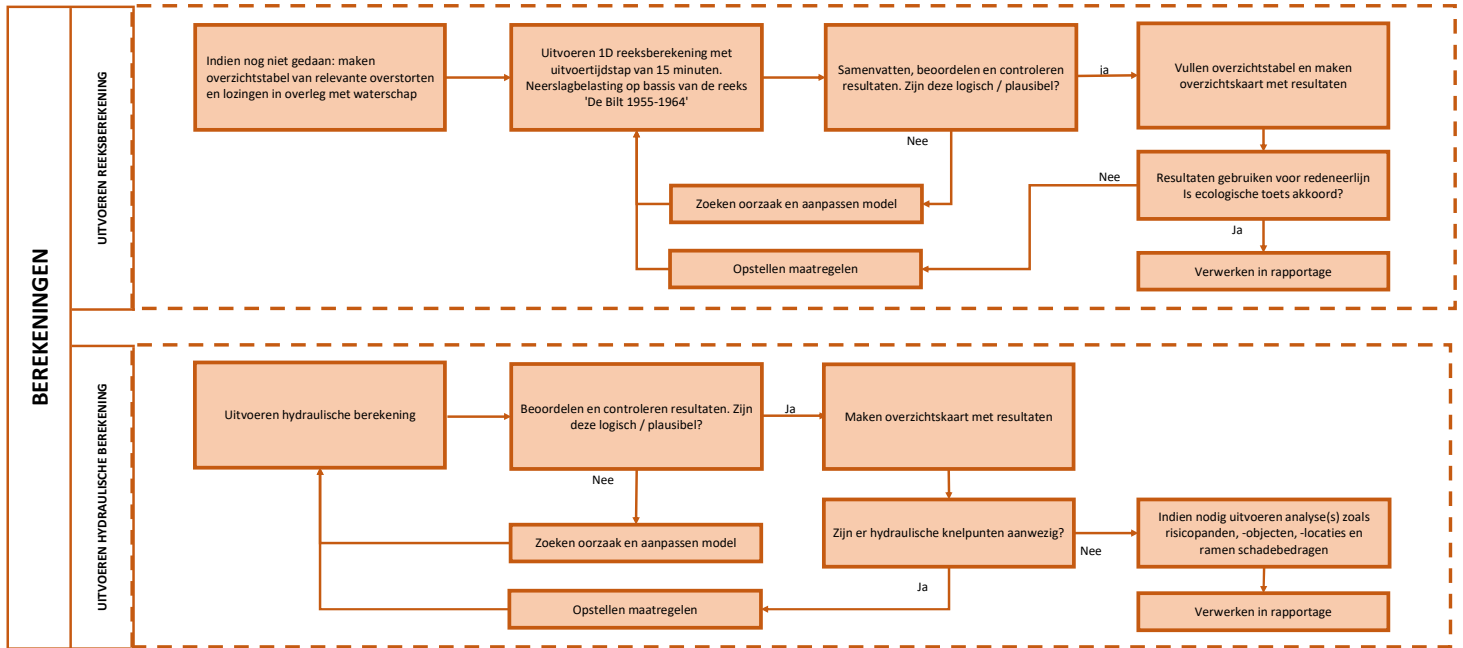 BEREKENINGEN
UITVOEREN REEKSBEREKENING
Indien nog niet gedaan: maken
overzichtstabel van relevante overstorten
en lozingen in overleg met waterschap
Uitvoeren 1D reeksberekening met
uitvoertijdstap van 15 minuten.
Neerslagbelasting op bassis van de reeks
'De Bilt 1955-1964'
Samenvatten, beoordelen en controleren
resultaten. Zijn deze logisch / plausibel?
ja
Vullen overzichtstabel en maken
overzichtskaart met resultaten
Nee
Zoeken oorzaak en aanpassen model
Nee
Resultaten gebruiken voor redeneerlijn
Is ecologische toets akkoord?
Ja
Opstellen maatregelen
Verwerken in rapportage
UITVOEREN HYDRAULISCHE BEREKENING
Uitvoeren hydraulische berekening
Beoordelen en controleren resultaten. Zijn
deze logisch / plausibel?
Ja
Maken overzichtskaart met resultaten
Nee
Zoeken oorzaak en aanpassen model
Zijn er hydraulische knelpunten aanwezig?
Nee
Indien nodig uitvoeren analyse(s) zoals
risicopanden, -objecten, -locaties en
ramen schadebedragen
Ja
Opstellen maatregelen
Verwerken in rapportage